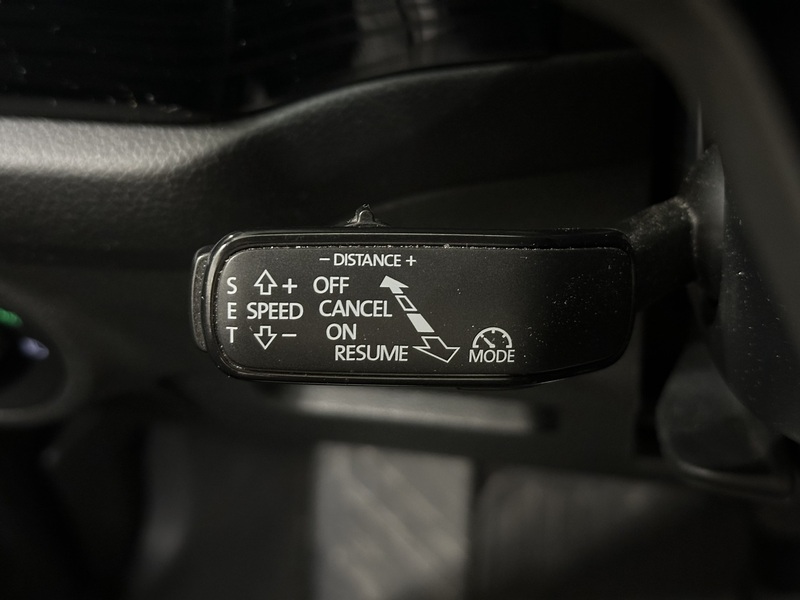 – DISTANCE +
S + OFF
E SPEED CANCEL
T – ON
RESUME
MODE